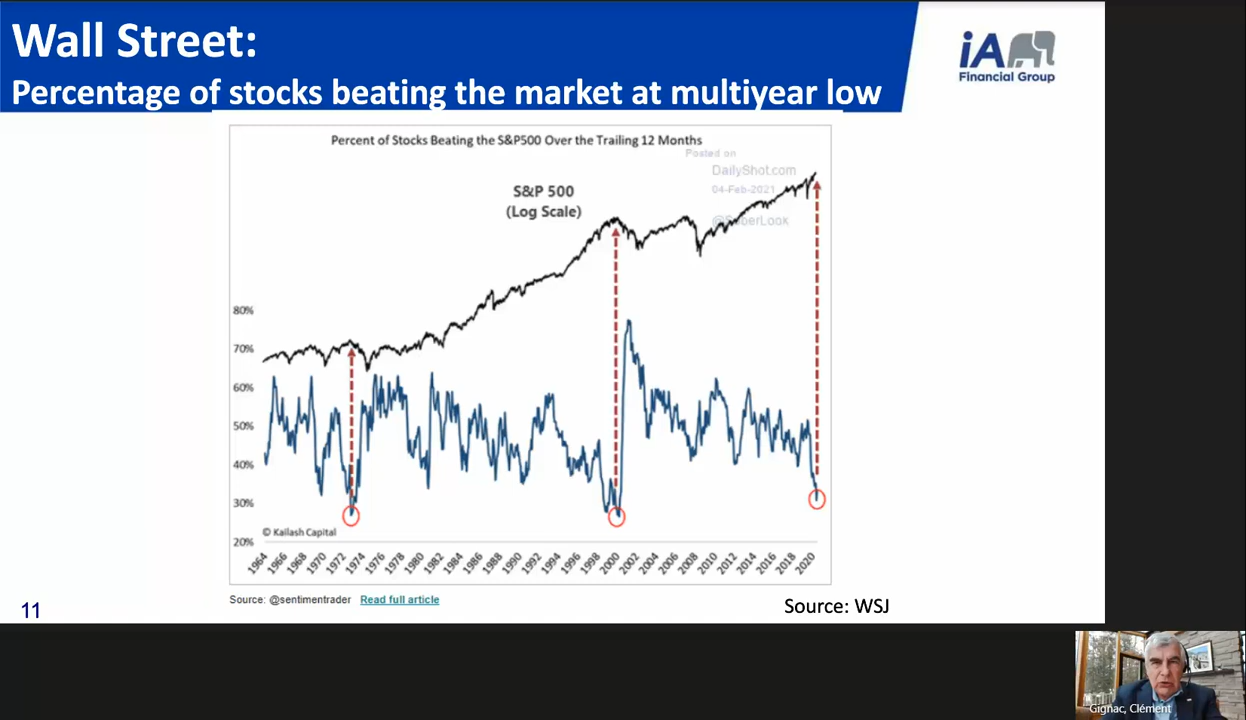 Wall Street:
Percentage of stocks beating the market at multiyear low
iA
Financial Group
Percent of Stocks Beating the S&P500 Over the Trailing 12 Months
Posted on
DailyShot.com
04-Feb-2021
@SoberLook
S&P 500
(Log Scale)
80%
70%
60%
50%
40%
30%
20%
© Kailash Capital
1964 1966 1968 1970 1972 1974 1976 1978 1980 1982 1984 1986 1988 1990 1992 1994 1996 1998 2000 2002 2004 2006 2008 2010 2012 2014 2016 2018 2020
Source: @sentimentrader Read full article
11
Source: WSJ
Gignac, Clément